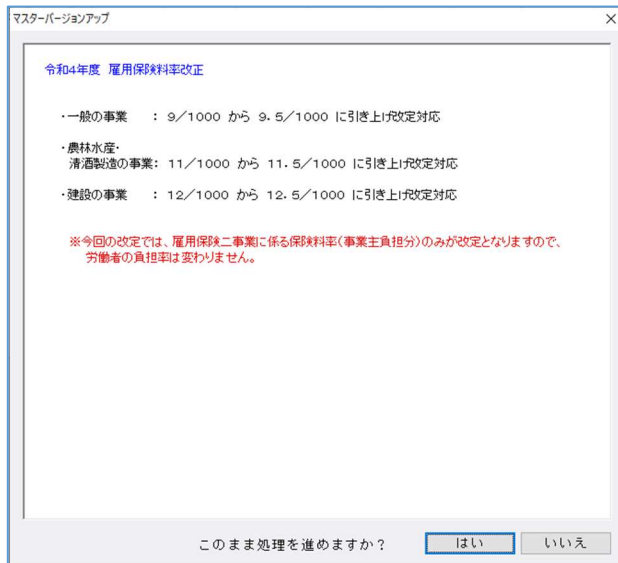 マスターバージョンアップ
令和4年度 雇用保険料率改正
・一般の事業 : 9/1000 から 9.5/1000 に引き上げ改定対応
・農林水産・
清酒製造の事業: 11/1000 から 11.5/1000 に引き上げ改定対応
・建設の事業 : 12/1000 から 12.5/1000 に引き上げ改定対応
※今回の改定では、雇用保険二事業に係る保険料率(事業主負担分)のみが改定となりますので、
労働者の負担率は変わりません。
このまま処理を進めますか?
はい
いいえ